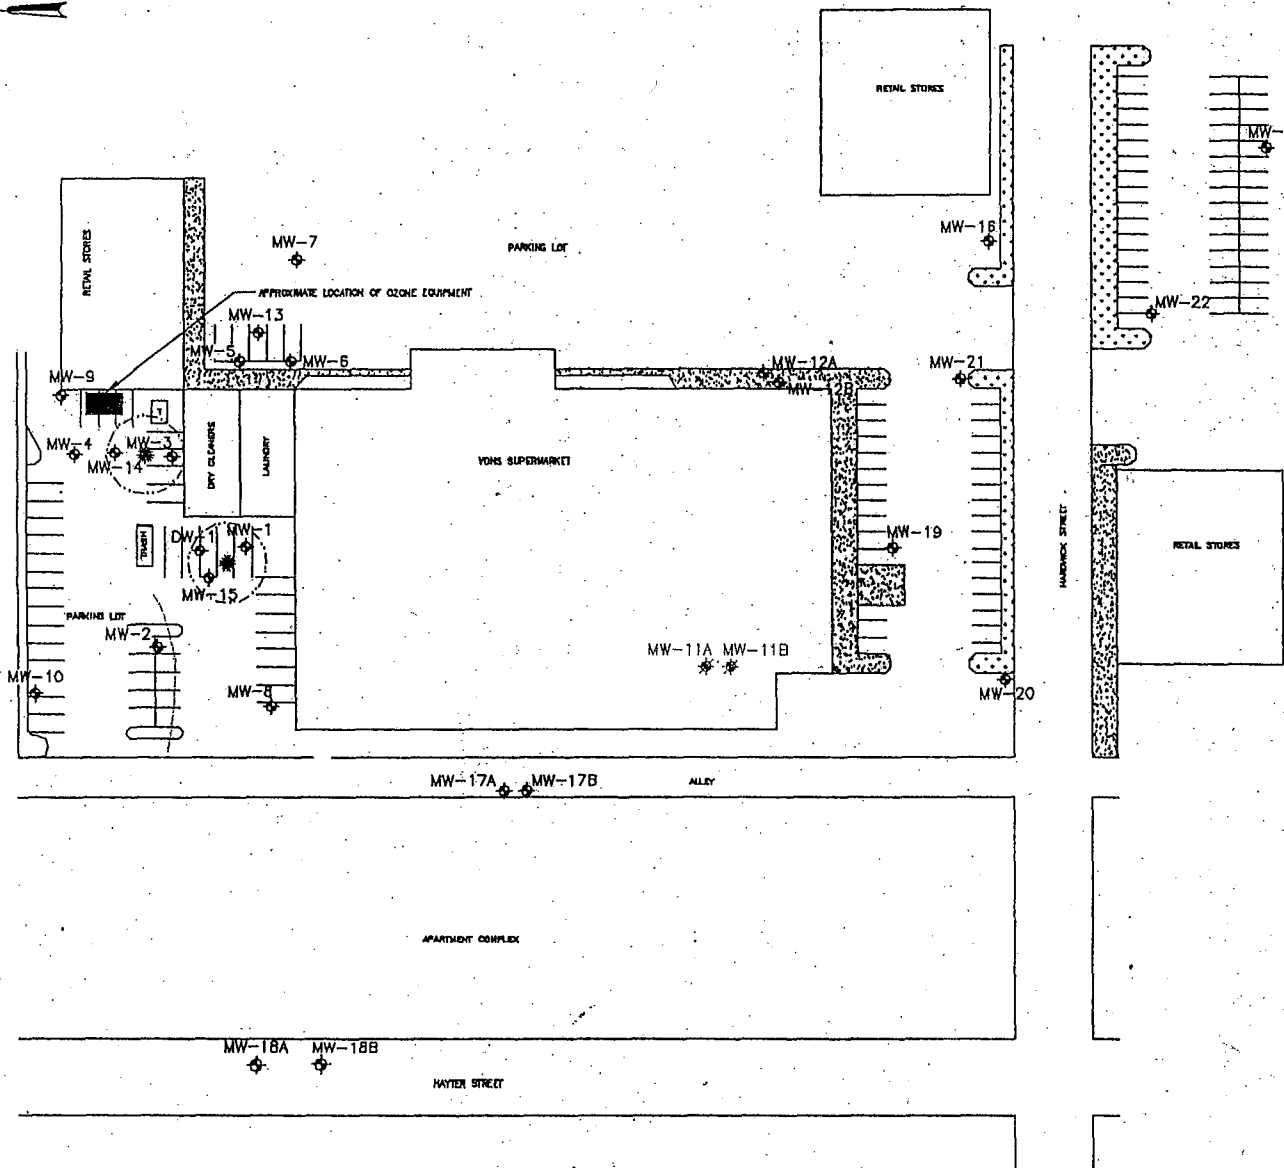 RETAIL STORES
MW-
MW-16
MW-7
PARKING LOT
RETAIL STORES
APPROXIMATE LOCATION OF OZONE EQUIPMENT
MW-22
MW-13
MW-5
MW-6
MW-12A
MW-21
MW-9
MW-12B
T
MW-4
MW-3
MW-14
DRY CLEANERS
LAUNDRY
VONS SUPERMARKET
HARDWICK STREET
TRASH
DW-1
MW-1
MW-19
RETAIL STORES
MW-15
PARKING LOT
MW-2
MW-11A
MW-11B
MW-10
MW-8
MW-20
MW-17A
MW-17B
ALLEY
APARTMENT COMPLEX
MW-18A
MW-18B
HAYTER STREET